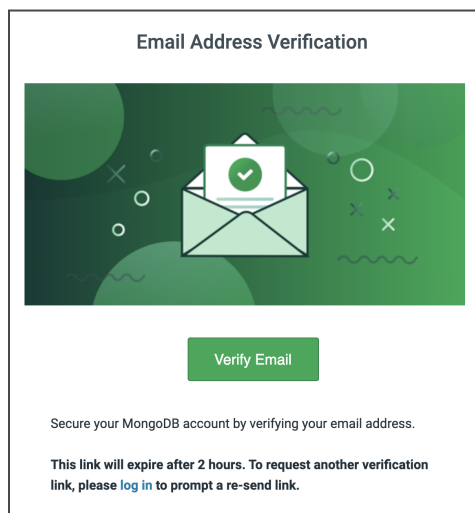 Email Address Verification
Verify Email
Secure your MongoDB account by verifying your email address.
This link will expire after 2 hours. To request another verification
link, please log in to prompt a re-send link.